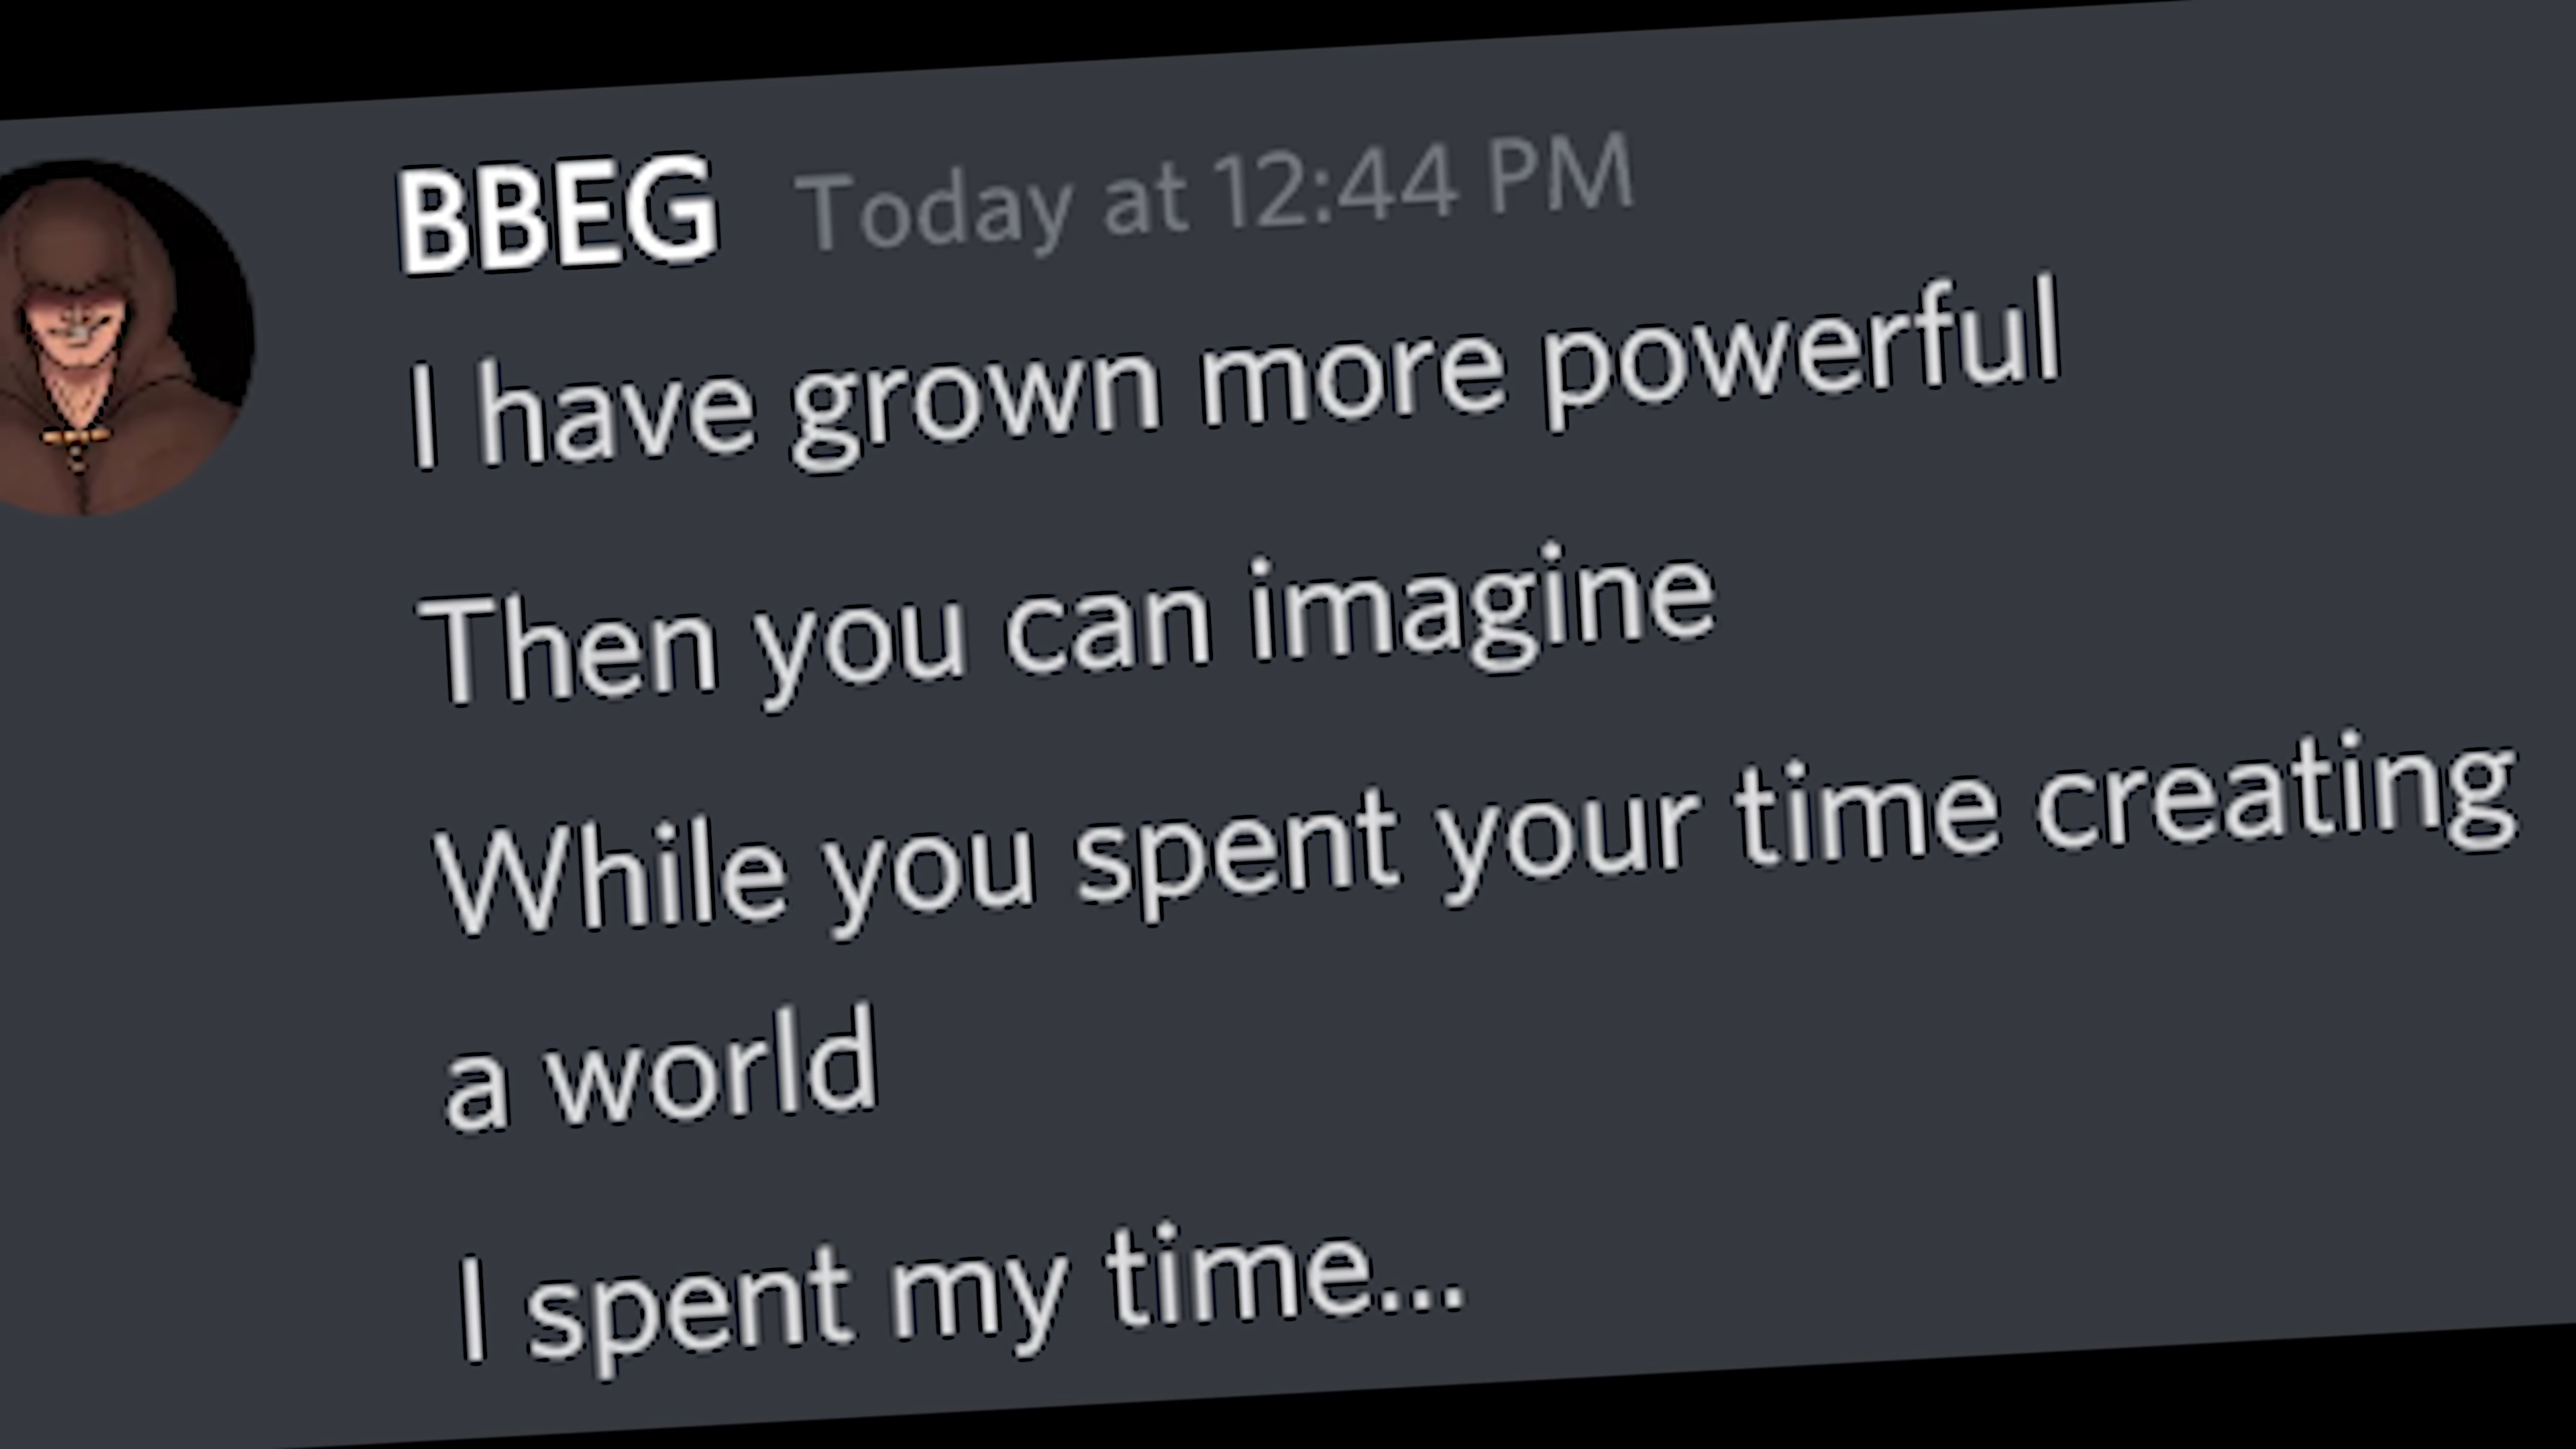 BBEG Today at 12:44 PM
I have grown more powerful
Then you can imagine
While you spent your time creating
a world
I spent my time...